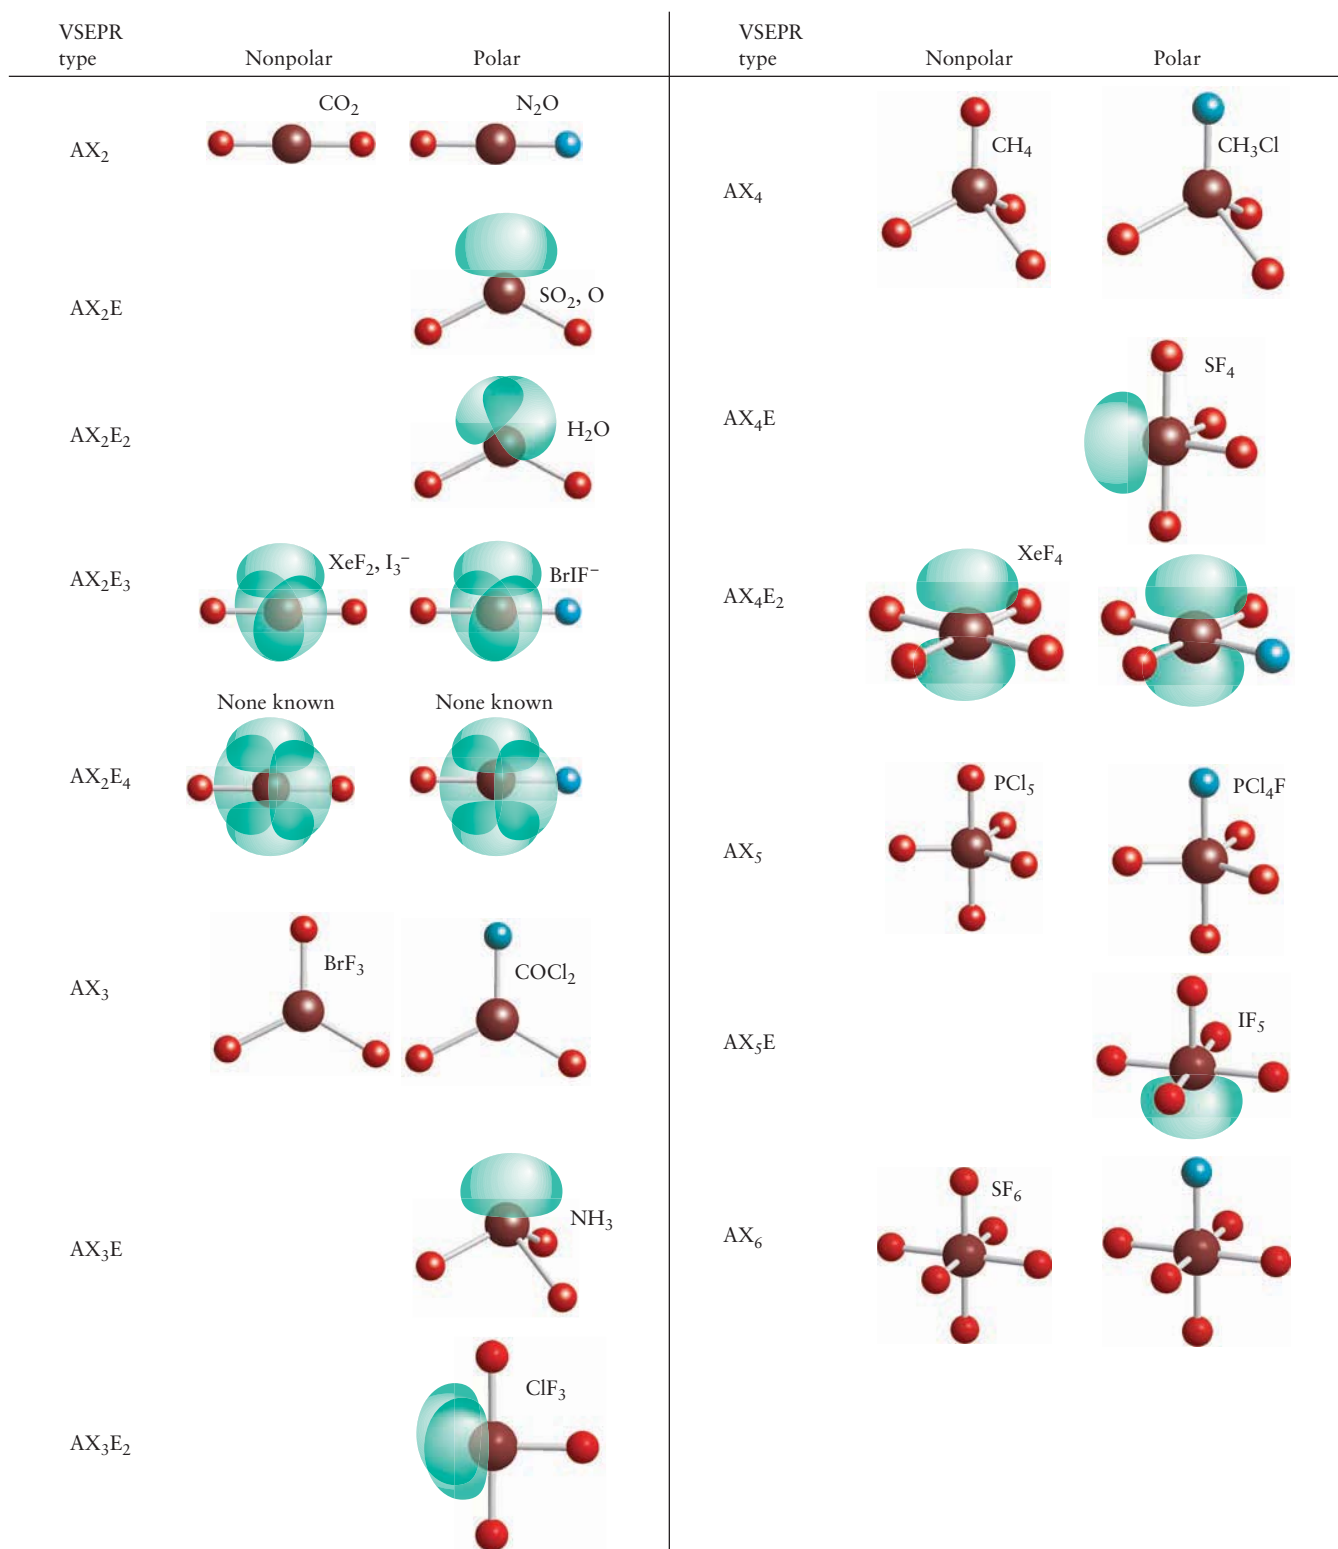 VSEPR
type Nonpolar Polar
CO₂ N₂O
AX₂
AX₂E SO₂, O
AX₂E₂ H₂O
XeF₂, I₃⁻ BrIF⁻
AX₂E₃
None known None known
AX₂E₄
BrF₃ COCl₂
AX₃
NH₃
AX₃E
ClF₃
AX₃E₂
VSEPR
type Nonpolar Polar
CH₄ CH₃Cl
AX₄
SF₄
AX₄E
XeF₄
AX₄E₂
PCl₅ PCl₄F
AX₅
IF₅
AX₅E
SF₆
AX₆